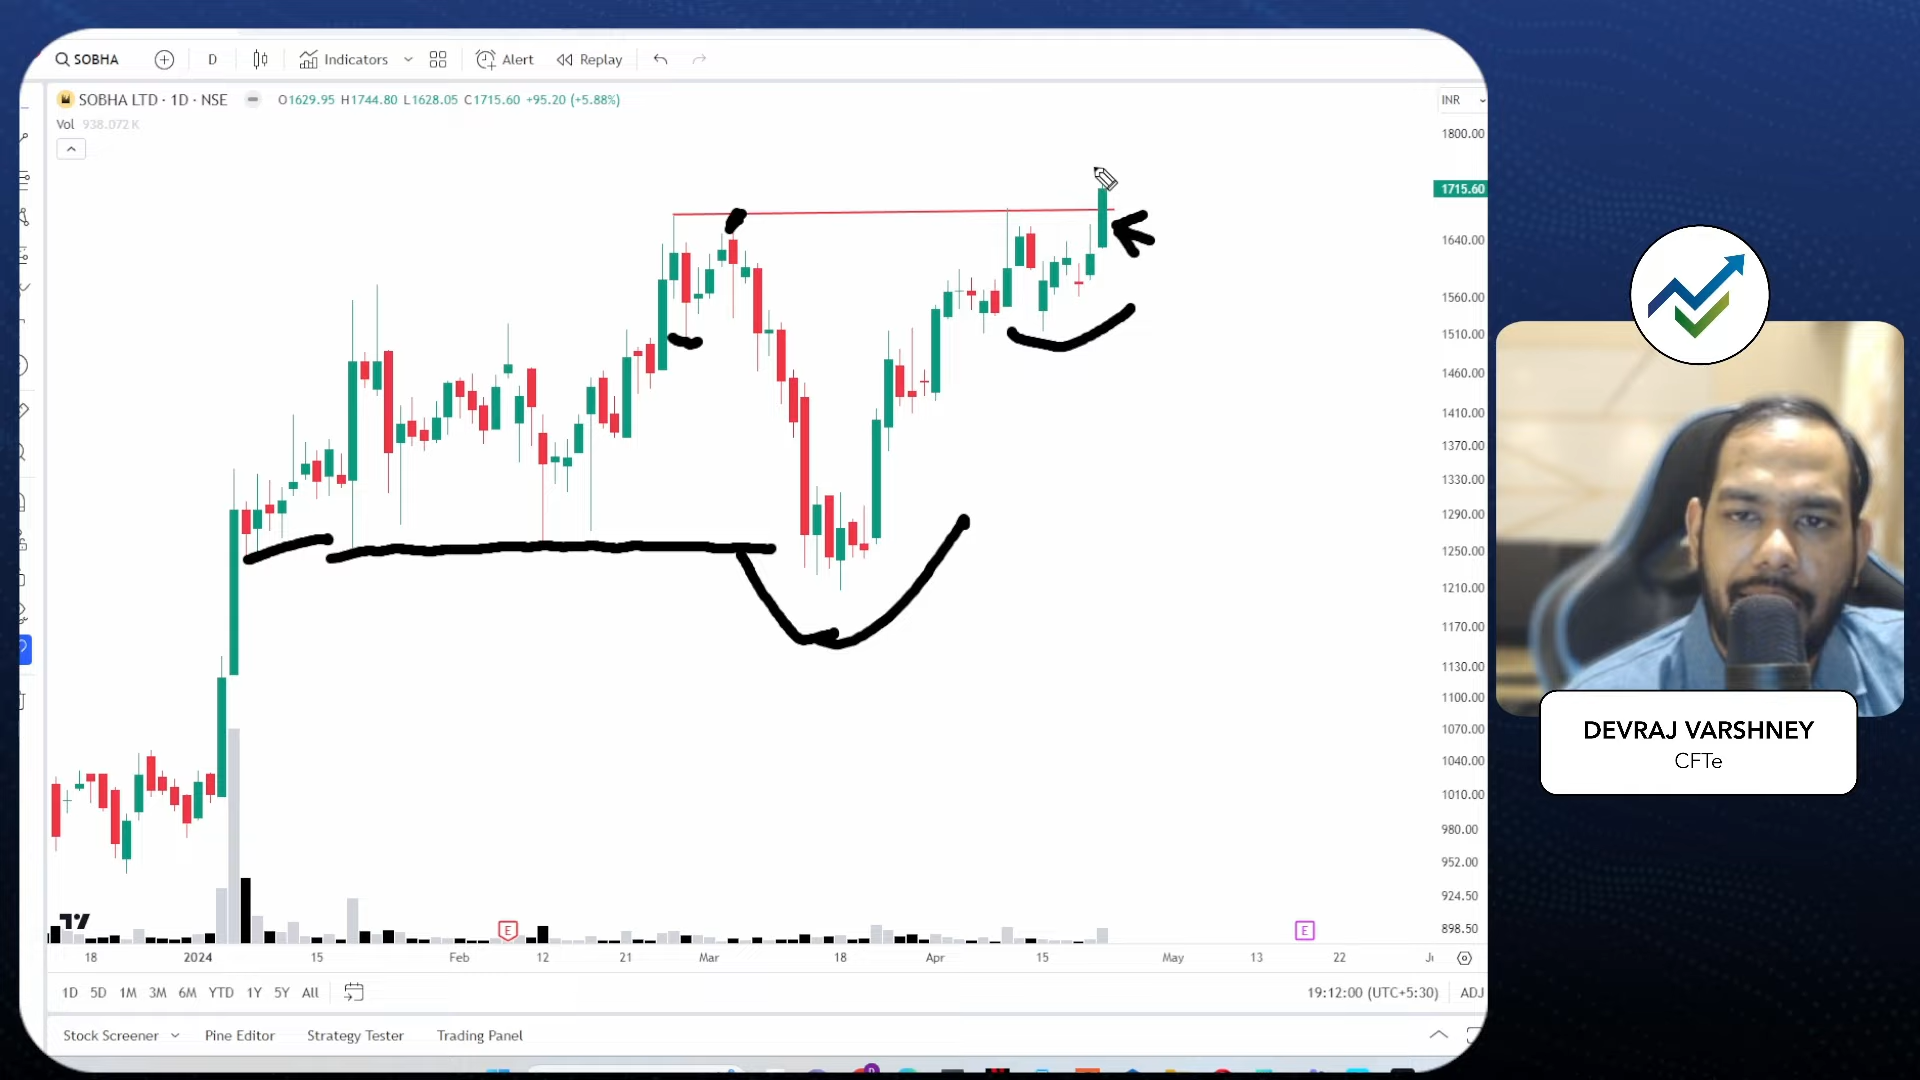 SOBHA D Indicators Alert Replay
SOBHA LTD · 1D · NSE O1629.95 H1744.80 L1628.05 C1715.60 +95.20 (+5.88%) INR
Vol 938.072 K
1800.00
1715.60
1640.00
1560.00
1510.00
1460.00
1410.00
1370.00
1330.00
1290.00
1250.00
1210.00
1170.00
1130.00
1100.00
1070.00
1040.00
1010.00
980.00
952.00
924.50
898.50
E E
18 2024 15 Feb 12 21 Mar 18 Apr 15 May 13 22
1D 5D 1M 3M 6M YTD 1Y 5Y All 19:12:00 (UTC+5:30) ADJ
Stock Screener Pine Editor Strategy Tester Trading Panel
DEVRAJ VARSHNEY
CFTe